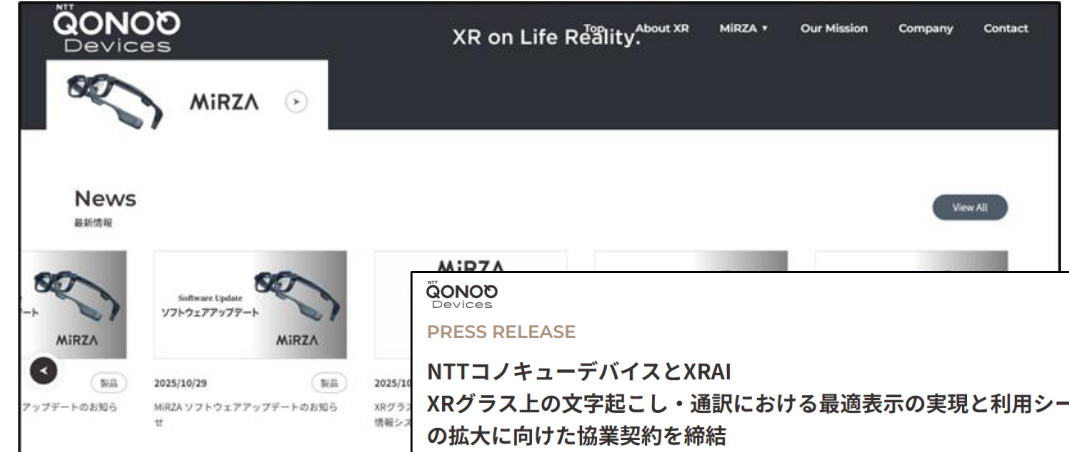 NTT
QONOQ
Devices
XR on Life Reality.
Top
About XR
MiRZA ▾
Our Mission
Company
Contact
MiRZA
News
最新情報
View All
ート
MiRZA
製品
アップデートのお知ら
Software Update
ソフトウェアアップデート
MiRZA
2025/10/29
製品
MiRZA ソフトウェアアップデートのお知ら
せ
MiRZA
2025/10
XRグラス
情報シス
NTT
QONOQ
Devices
PRESS RELEASE
NTTコノキューデバイスとXRAI
XRグラス上の文字起こし・通訳における最適表示の実現と利用シー
の拡大に向けた協業契約を締結